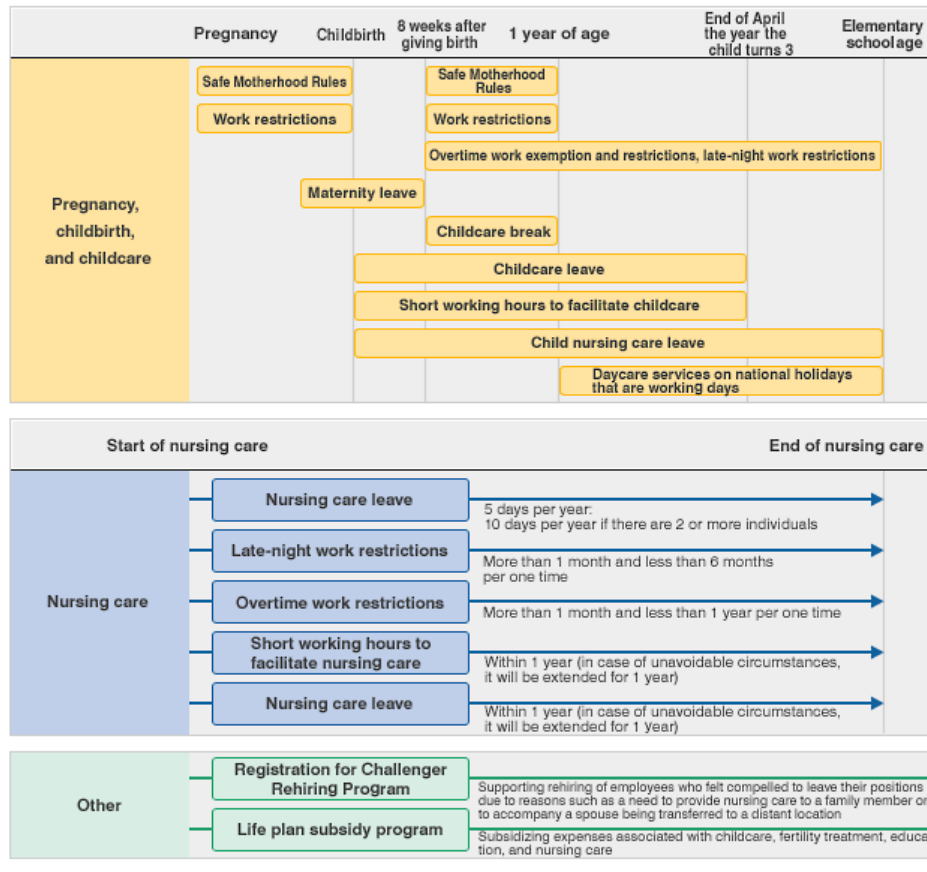 Pregnancy
Childbirth
8 weeks after
giving birth
1 year of age
End of April
the year the
child turns 3
Elementary
school age
Pregnancy,
childbirth,
and childcare
Safe Motherhood Rules
Safe Motherhood
Rules
Work restrictions
Work restrictions
Overtime work exemption and restrictions, late-night work restrictions
Maternity leave
Childcare break
Childcare leave
Short working hours to facilitate childcare
Child nursing care leave
Daycare services on national holidays
that are working days
Start of nursing care
End of nursing care
Nursing care
Nursing care leave
5 days per year:
10 days per year if there are 2 or more individuals
Late-night work restrictions
More than 1 month and less than 6 months
per one time
Overtime work restrictions
More than 1 month and less than 1 year per one time
Short working hours to
facilitate nursing care
Within 1 year (in case of unavoidable circumstances,
it will be extended for 1 year)
Nursing care leave
Within 1 year (in case of unavoidable circumstances,
it will be extended for 1 year)
Other
Registration for Challenger
Rehiring Program
Supporting rehiring of employees who felt compelled to leave their positions
due to reasons such as a need to provide nursing care to a family member or
to accompany a spouse being transferred to a distant location
Life plan subsidy program
Subsidizing expenses associated with childcare, fertility treatment, educa
tion, and nursing care